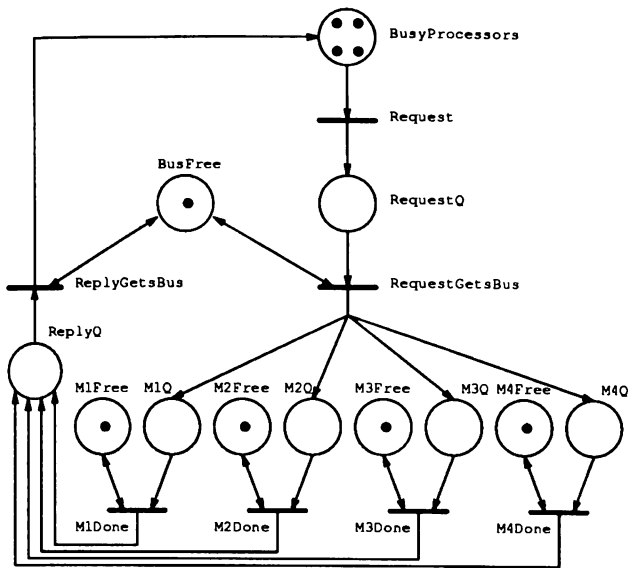 BusyProcessors
Request
BusFree
RequestQ
ReplyGetsBus
RequestGetsBus
ReplyQ
M1Free M1Q M2Free M2Q M3Free M3Q M4Free M4Q
M1Done M2Done M3Done M4Done